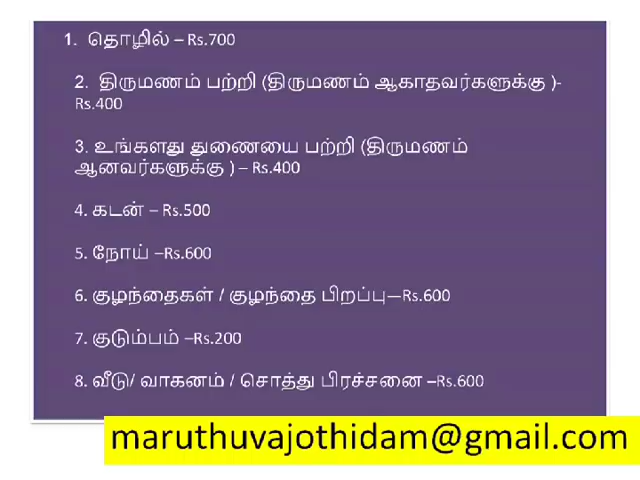 1. தொழில் – Rs.700
2. திருமணம் பற்றி (திருமணம் ஆகாதவர்களுக்கு )-
Rs.400
3. உங்களது துணையை பற்றி (திருமணம்
ஆனவர்களுக்கு ) – Rs.400
4. கடன் – Rs.500
5. நோய் –Rs.600
6. குழந்தைகள் / குழந்தை பிறப்பு—Rs.600
7. குடும்பம் –Rs.200
8. வீடு/ வாகனம் / சொத்து பிரச்சனை –Rs.600
maruthuvajothidam@gmail.com